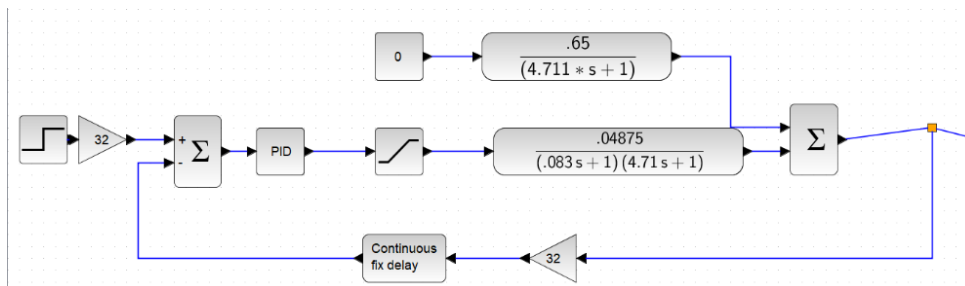 0
.65
(4.711 * s + 1)
32
+
-
Σ
PID
.04875
(.083 s + 1) (4.71 s + 1)
Σ
Continuous
fix delay
32